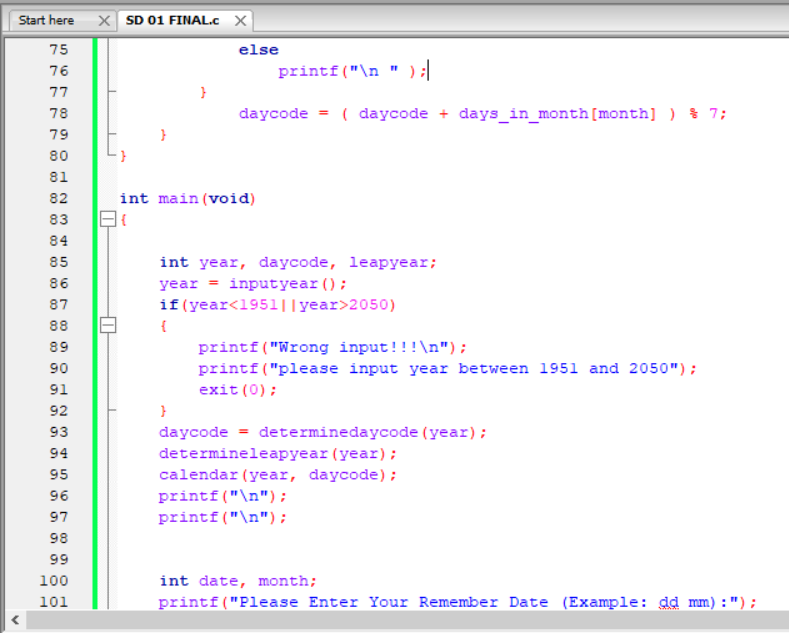 Start here
SD 01 FINAL.c
75 else
76 printf("\n " );
77 }
78 daycode = ( daycode + days_in_month[month] ) % 7;
79 }
80 }
81
82 int main(void)
83 {
84
85 int year, daycode, leapyear;
86 year = inputyear();
87 if(year<1951||year>2050)
88 {
89 printf("Wrong input!!!\n");
90 printf("please input year between 1951 and 2050");
91 exit(0);
92 }
93 daycode = determinedaycode(year);
94 determineleapyear(year);
95 calendar(year, daycode);
96 printf("\n");
97 printf("\n");
98
99
100 int date, month;
101 printf("Please Enter Your Remember Date (Example: dd mm):");